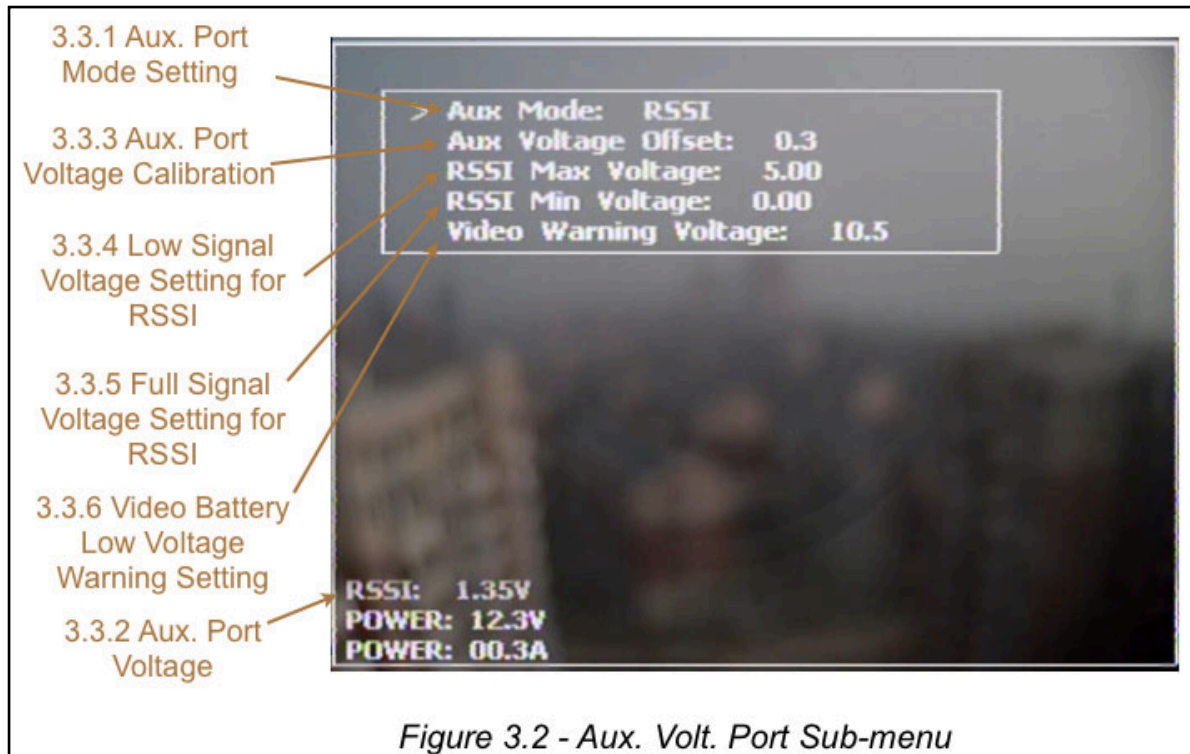 3.3.1 Aux. Port
Mode Setting
3.3.3 Aux. Port
Voltage Calibration
3.3.4 Low Signal
Voltage Setting for
RSSI
3.3.5 Full Signal
Voltage Setting for
RSSI
3.3.6 Video Battery
Low Voltage
Warning Setting
3.3.2 Aux. Port
Voltage
> Aux Mode: RSSI
Aux Voltage Offset: 0.3
RSSI Max Voltage: 5.00
RSSI Min Voltage: 0.00
Video Warning Voltage: 10.5
RSSI: 1.35V
POWER: 12.3V
POWER: 00.3A
Figure 3.2 - Aux. Volt. Port Sub-menu